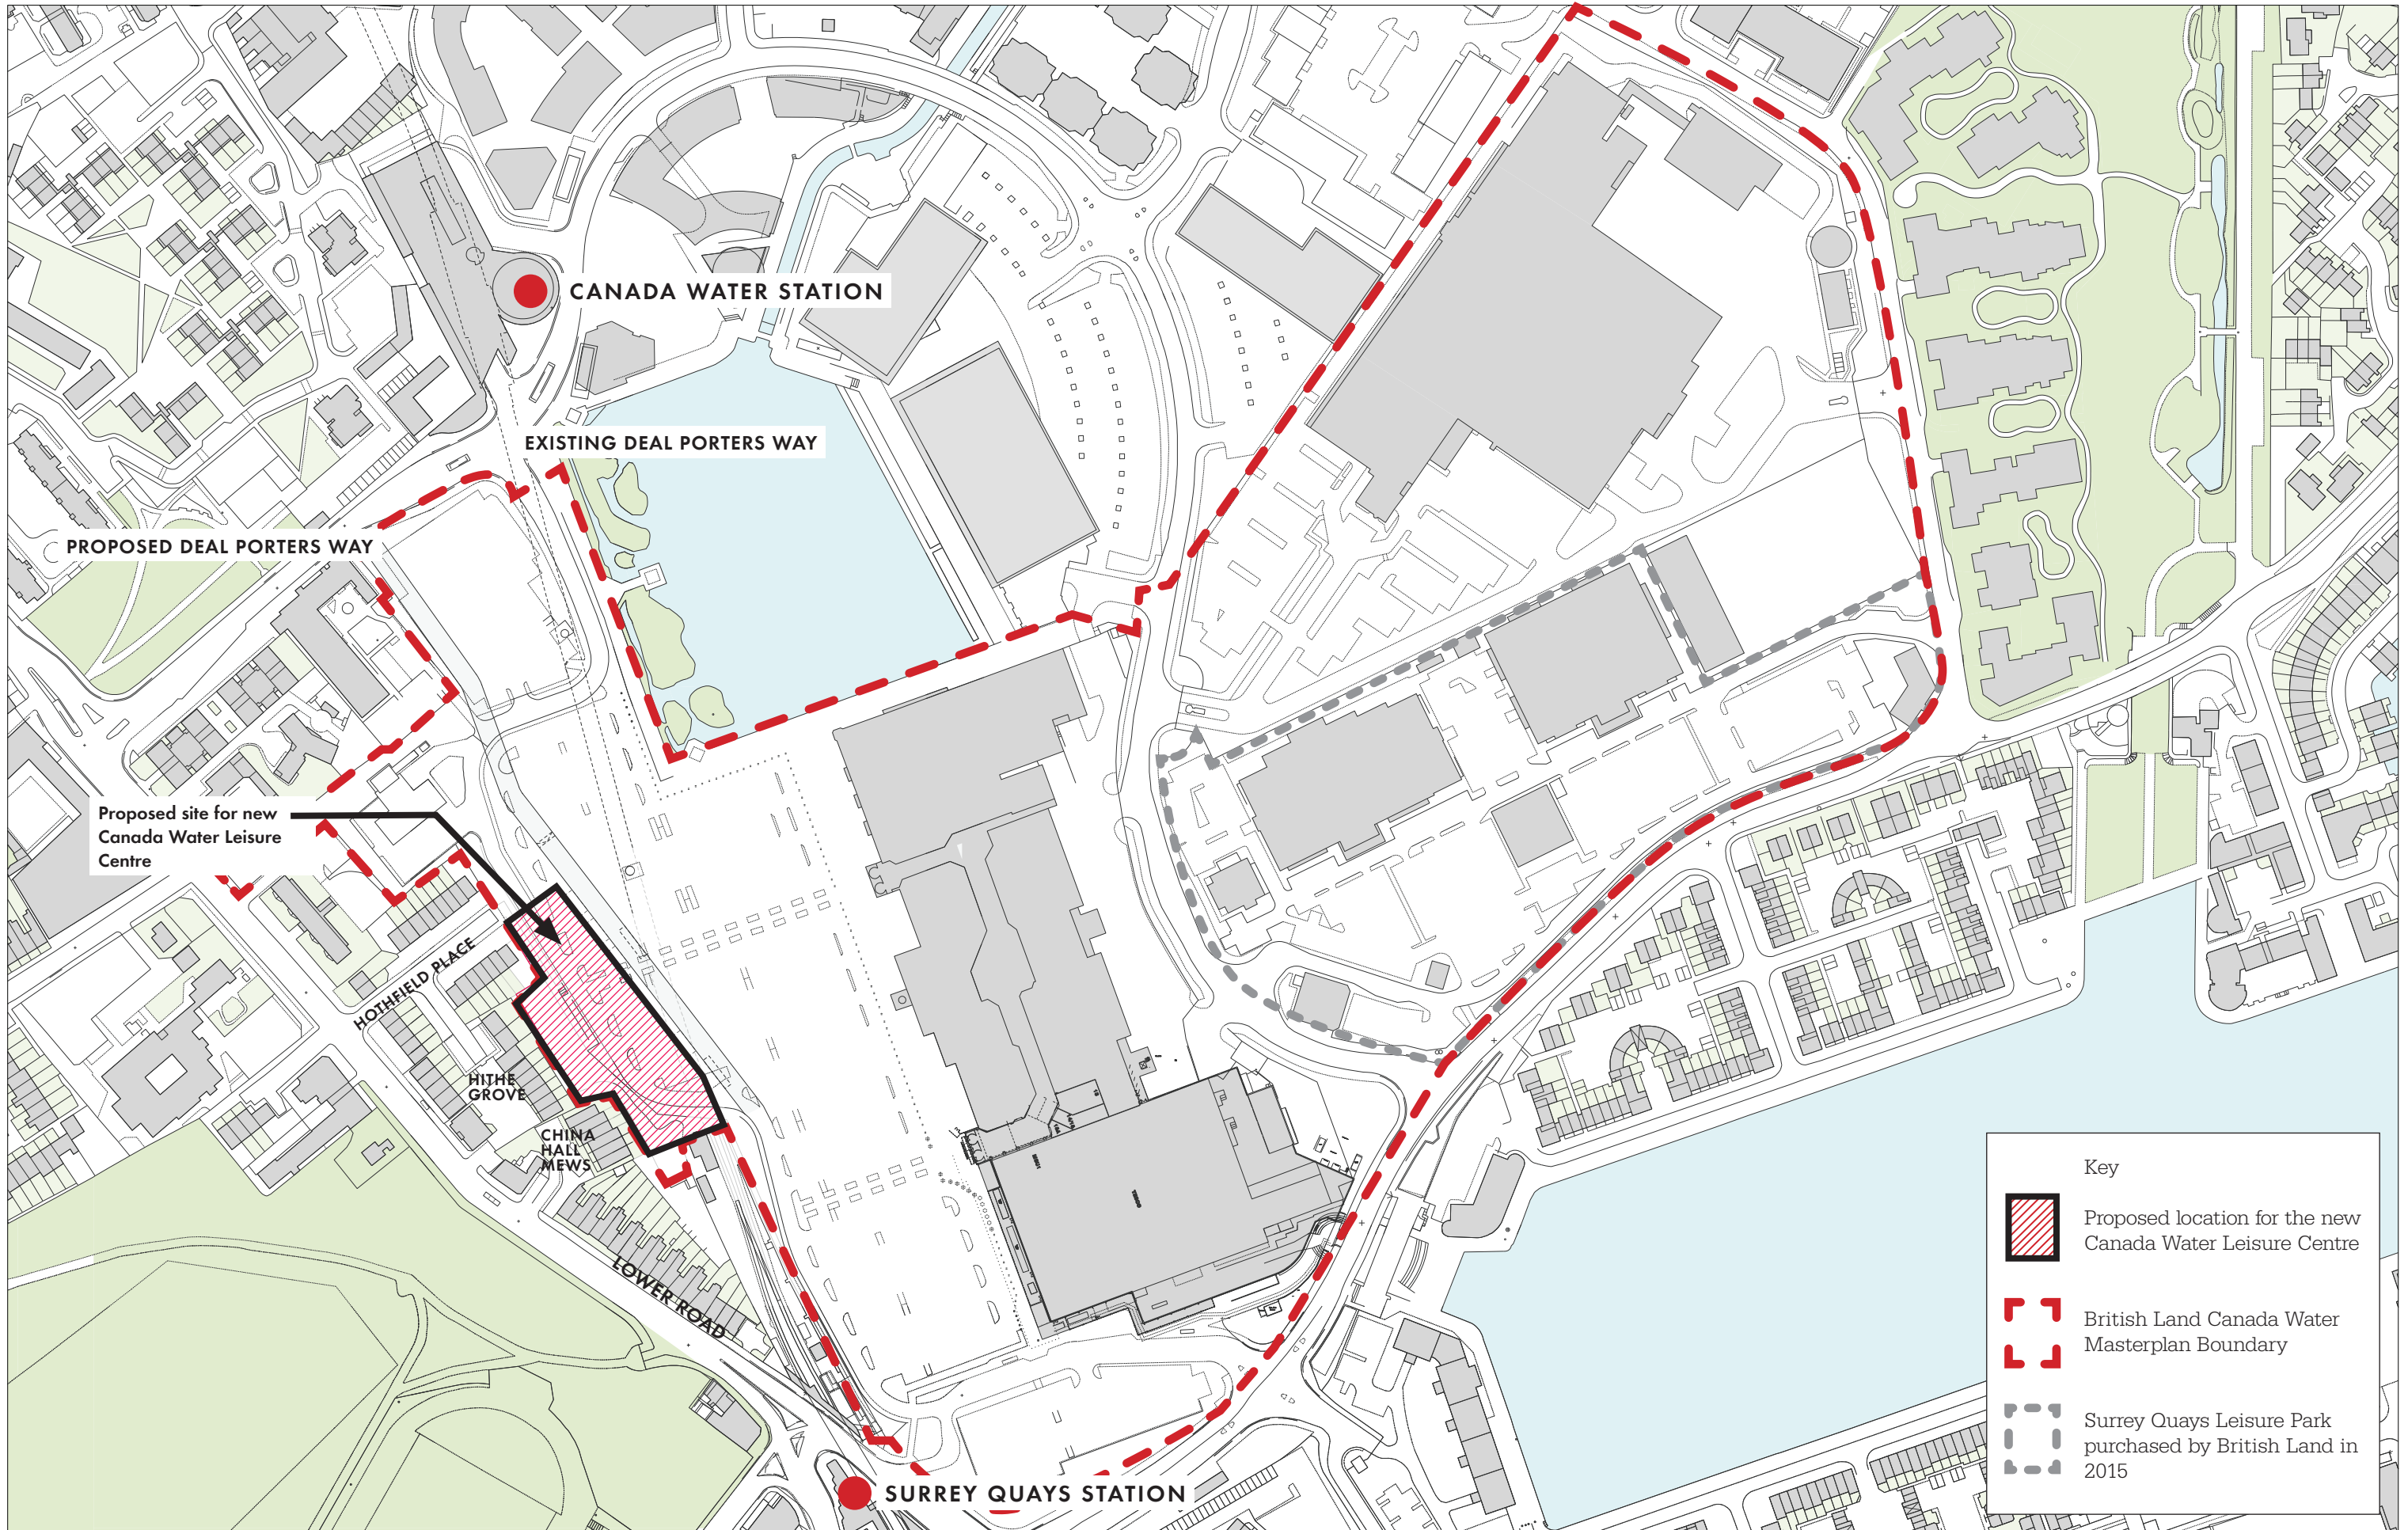 CANADA WATER STATION
EXISTING DEAL PORTERS WAY
PROPOSED DEAL PORTERS WAY
Proposed site for new
Canada Water Leisure
Centre
HOTHFIELD PLACE
HITHE
GROVE
CHINA
HALL
MEWS
LOWER ROAD
SURREY QUAYS STATION
Key
Proposed location for the new
Canada Water Leisure Centre
British Land Canada Water
Masterplan Boundary
Surrey Quays Leisure Park
purchased by British Land in
2015